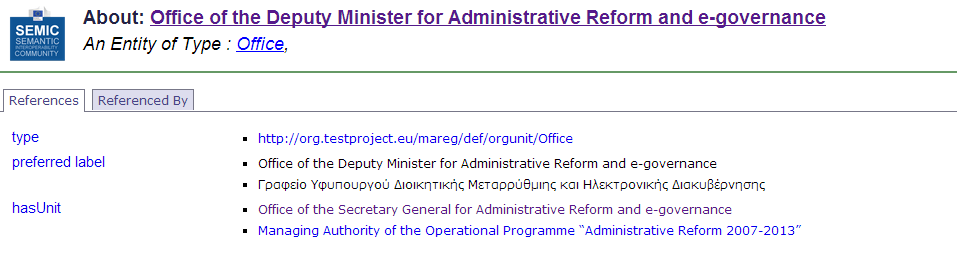 SEMIC
SEMANTIC
INTEROPERABILITY
COMMUNITY
About: Office of the Deputy Minister for Administrative Reform and e-governance
An Entity of Type : Office,
References
Referenced By
type
http://org.testproject.eu/mareg/def/orgunit/Office
preferred label
Office of the Deputy Minister for Administrative Reform and e-governance
Γραφείο Υφυπουργού Διοικητικής Μεταρρύθμιης και Ηλεκτρονικής Διακυβέρνησης
hasUnit
Office of the Secretary General for Administrative Reform and e-governance
Managing Authority of the Operational Programme “Administrative Reform 2007-2013”